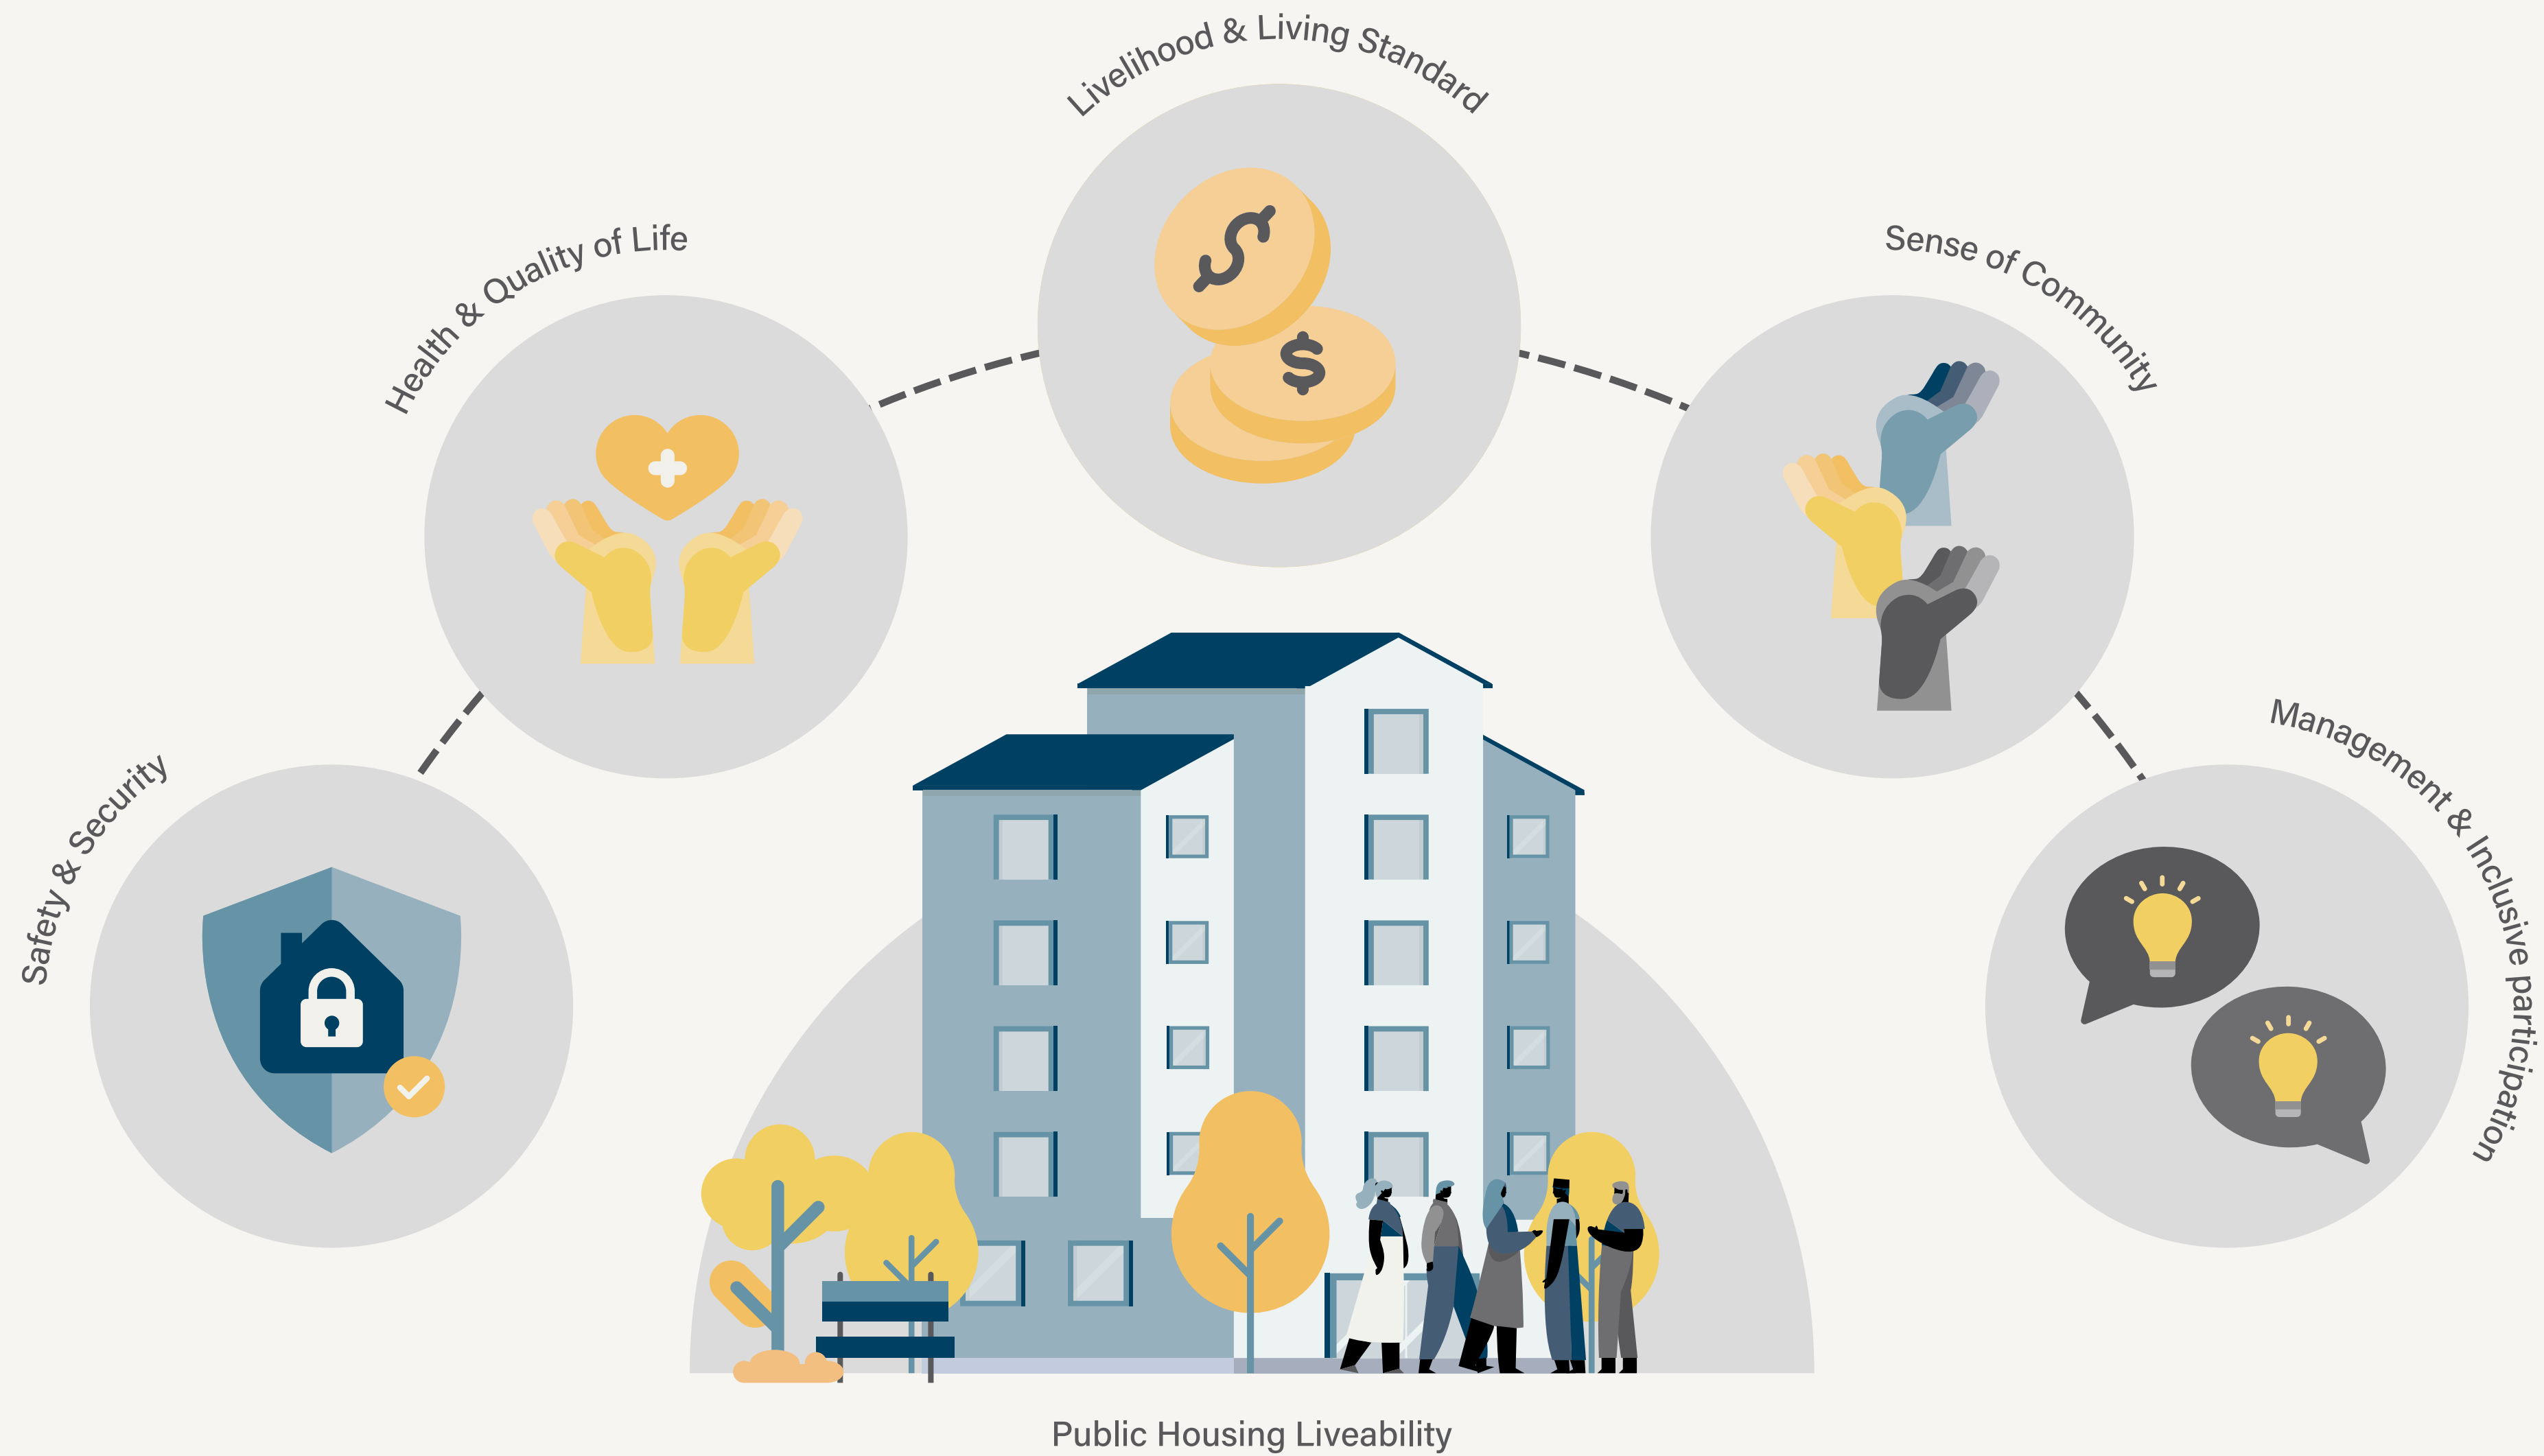 Livelihood & Living Standard
Health & Quality of Life
Sense of Community
Safety & Security
Management & Inclusive participation
$
$
Public Housing Liveability